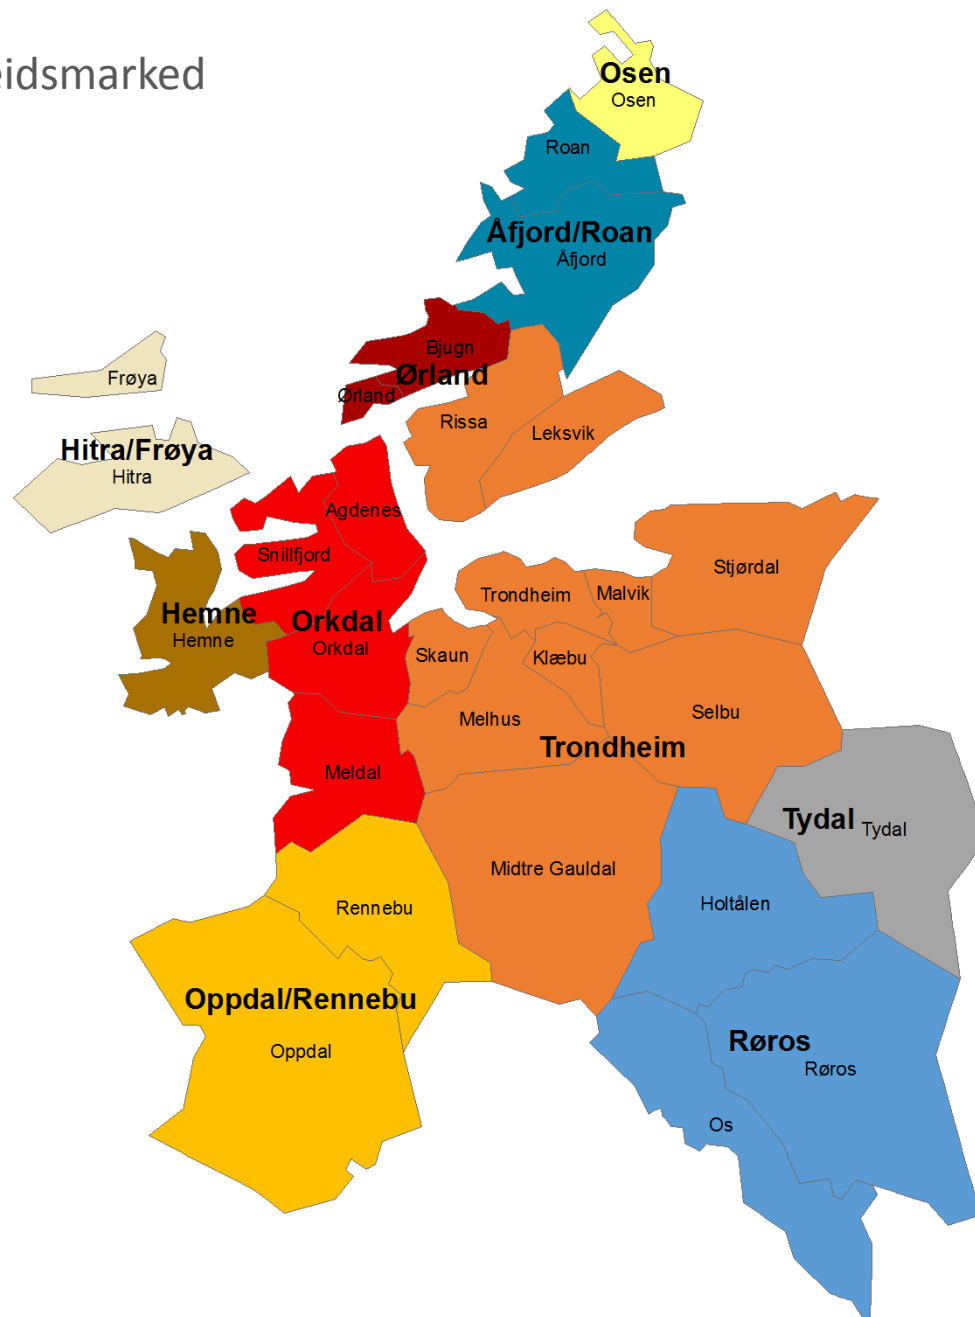 eidsmarked
Osen
Osen
Roan
Åfjord/Roan
Åfjord
Bjugn
Ørland
Ørland
Frøya
Rissa
Leksvik
Hitra/Frøya
Hitra
Agdenes
Snillfjord
Stjørdal
Trondheim
Malvik
Hemne
Hemne
Orkdal
Orkdal
Skaun
Klæbu
Melhus
Selbu
Trondheim
Meldal
Tydal
Tydal
Midtre Gauldal
Holtålen
Rennebu
Oppdal/Rennebu
Oppdal
Røros
Røros
Os